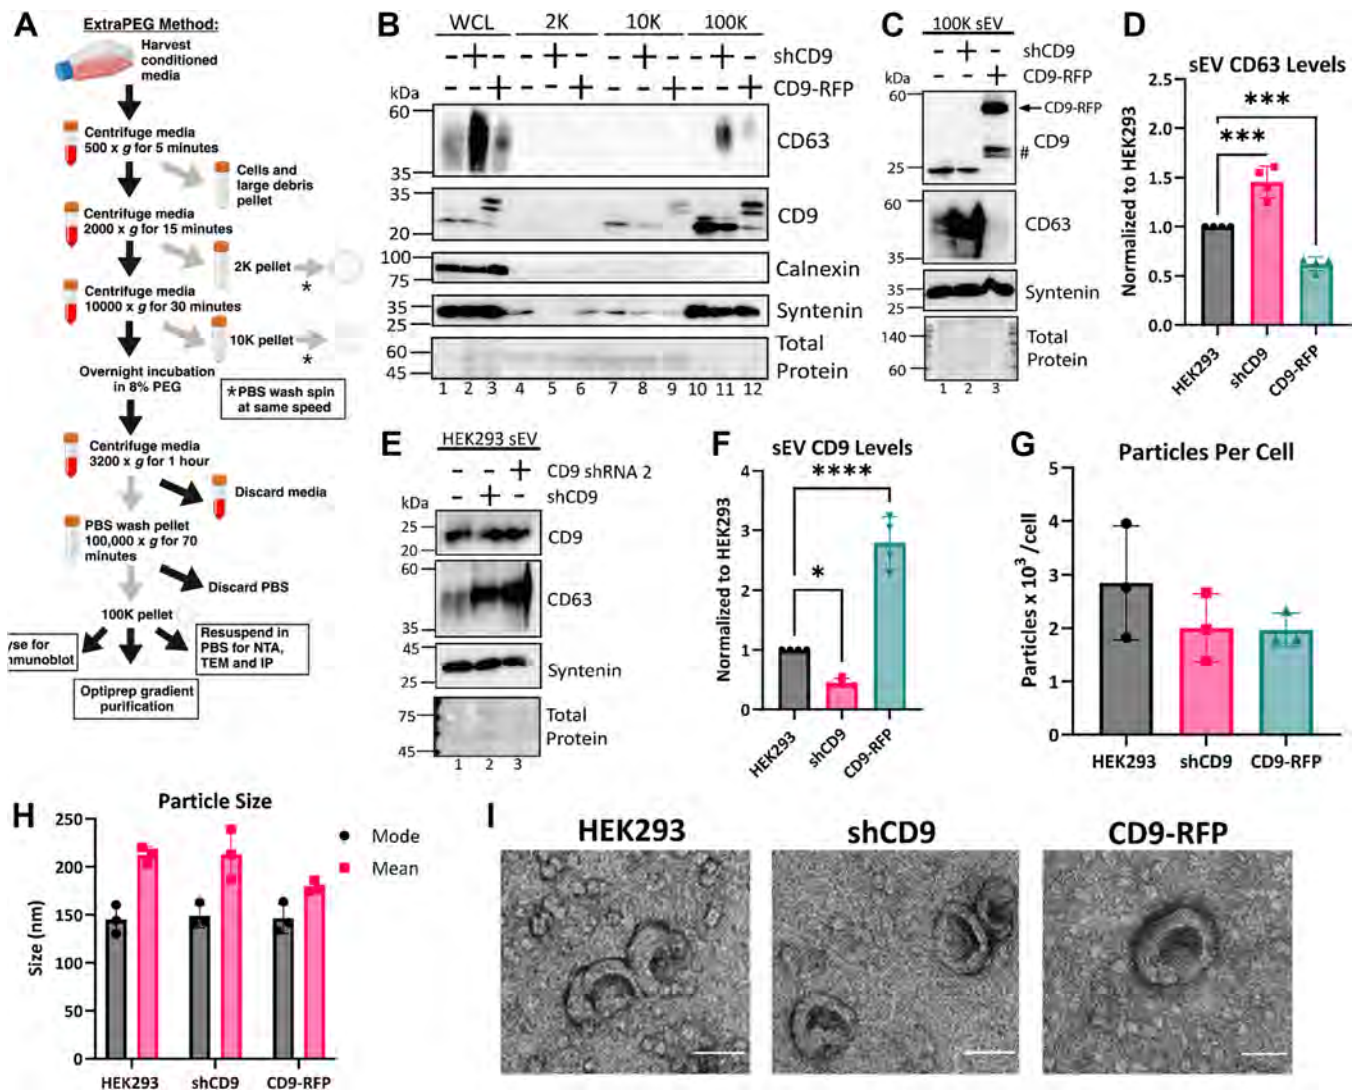 A
ExtraPEG Method:
Harvest
conditioned
media
Centrifuge media
500 x g for 5 minutes
Cells and
large debris
pellet
Centrifuge media
2000 x g for 15 minutes
2K pellet
*
Centrifuge media
10000 x g for 30 minutes
10K pellet
*
Overnight incubation
in 8% PEG
*PBS wash spin
at same speed
Centrifuge media
3200 x g for 1 hour
Discard media
PBS wash pellet
100,000 x g for 70
minutes
Discard PBS
100K pellet
yse for
mmunoblot
Resuspend in
PBS for NTA,
TEM and IP
Optiprep gradient
purification
B
WCL 2K 10K 100K
- + - - + - - + - - + - shCD9
- - + - - + - - + - - + CD9-RFP
kDa
60
45
35
CD63
35
25
20
CD9
100
75
Calnexin
35
25
Syntenin
60
45
Total
Protein
1 2 3 4 5 6 7 8 9 10 11 12
C
100K sEV
- + - shCD9
- - + CD9-RFP
kDa
60
25
CD9-RFP
CD9
#
60
35
CD63
35
25
Syntenin
140
60
Total
Protein
1 2 3
D
sEV CD63 Levels
Normalized to HEK293
2.5
2.0
1.5
1.0
0.5
0.0
***
***
HEK293
shCD9
CD9-RFP
E
HEK293 sEV
- - + CD9 shRNA 2
- + - shCD9
kDa
25
20
CD9
60
35
CD63
45
25
Syntenin
75
45
Total
Protein
1 2 3
F
sEV CD9 Levels
Normalized to HEK293
4
3
2
1
0
****
*
HEK293
shCD9
CD9-RFP
G
Particles Per Cell
Particles x 10³ /cell
5
4
3
2
1
0
HEK293 shCD9 CD9-RFP
H
Particle Size
Size (nm)
250
200
150
100
50
0
Mode
Mean
HEK293 shCD9 CD9-RFP
I
HEK293 shCD9 CD9-RFP